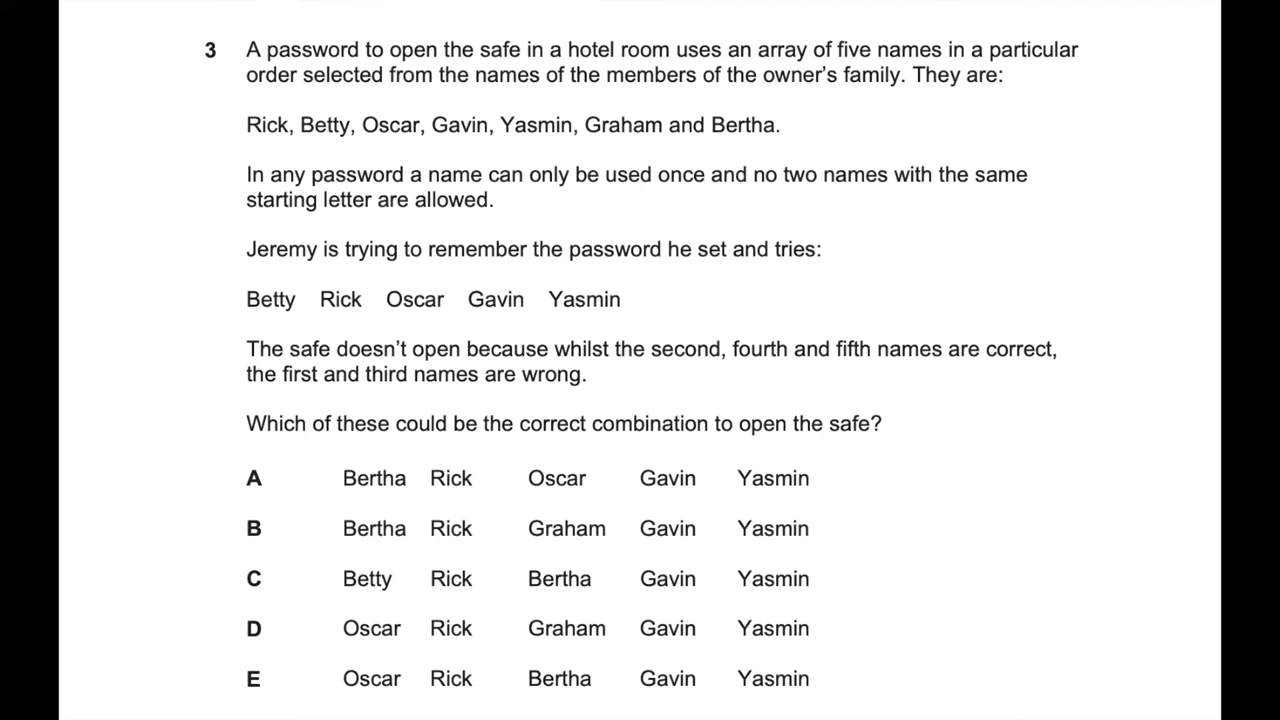 3 A password to open the safe in a hotel room uses an array of five names in a particular
order selected from the names of the members of the owner's family. They are:
Rick, Betty, Oscar, Gavin, Yasmin, Graham and Bertha.
In any password a name can only be used once and no two names with the same
starting letter are allowed.
Jeremy is trying to remember the password he set and tries:
Betty Rick Oscar Gavin Yasmin
The safe doesn't open because whilst the second, fourth and fifth names are correct,
the first and third names are wrong.
Which of these could be the correct combination to open the safe?
A Bertha Rick Oscar Gavin Yasmin
B Bertha Rick Graham Gavin Yasmin
C Betty Rick Bertha Gavin Yasmin
D Oscar Rick Graham Gavin Yasmin
E Oscar Rick Bertha Gavin Yasmin